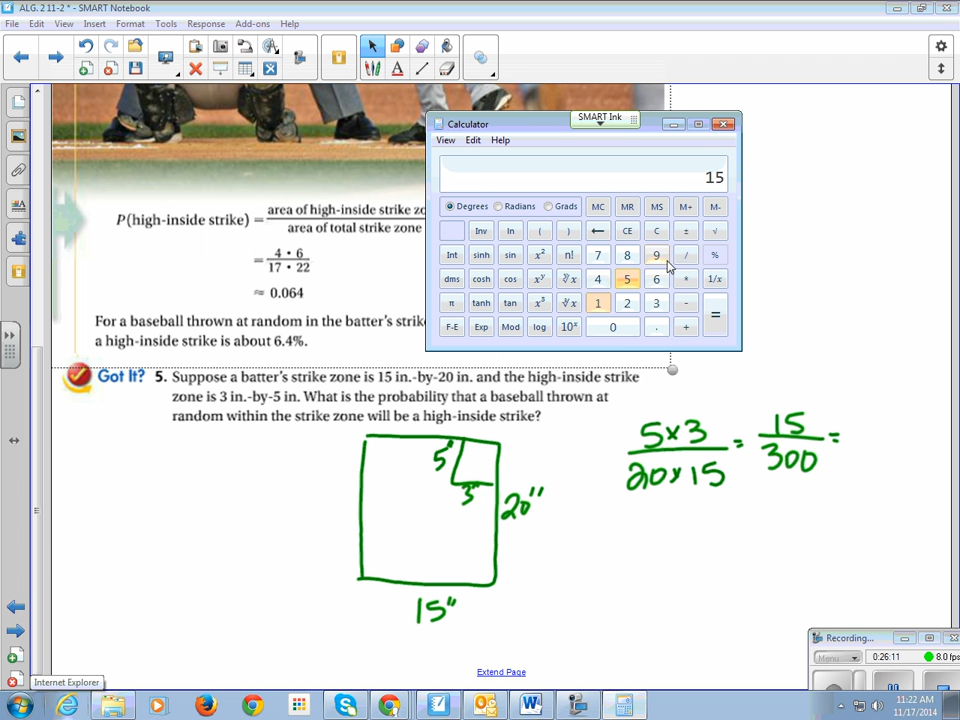 ALG. 2 11-2 * - SMART Notebook
File Edit View Insert Format Tools Response Add-ons Help
SMART Ink
Calculator
View Edit Help
15
Degrees Radians Grads MC MR MS M+ M-
Inv ln ( ) ← CE C ± √
Int sinh sin x² n! 7 8 9 / %
dms cosh cos xʸ ʸ√x 4 5 6 * 1/x
π tanh tan x³ ³√x 1 2 3 - =
F-E Exp Mod log 10ˣ 0 . +
P(high-inside strike) = area of high-inside strike zo
area of total strike zone
= 4 • 6
17 • 22
≈ 0.064
For a baseball thrown at random in the batter's strik
a high-inside strike is about 6.4%.
Got It? 5. Suppose a batter's strike zone is 15 in.-by-20 in. and the high-inside strike
zone is 3 in.-by-5 in. What is the probability that a baseball thrown at
random within the strike zone will be a high-inside strike?
5 x 3 = 15 =
20 x 15 300
5"
3"
20"
15"
Extend Page
Recording...
Menu 0:26:11 8.0 fps
Internet Explorer
11:22 AM
11/17/2014